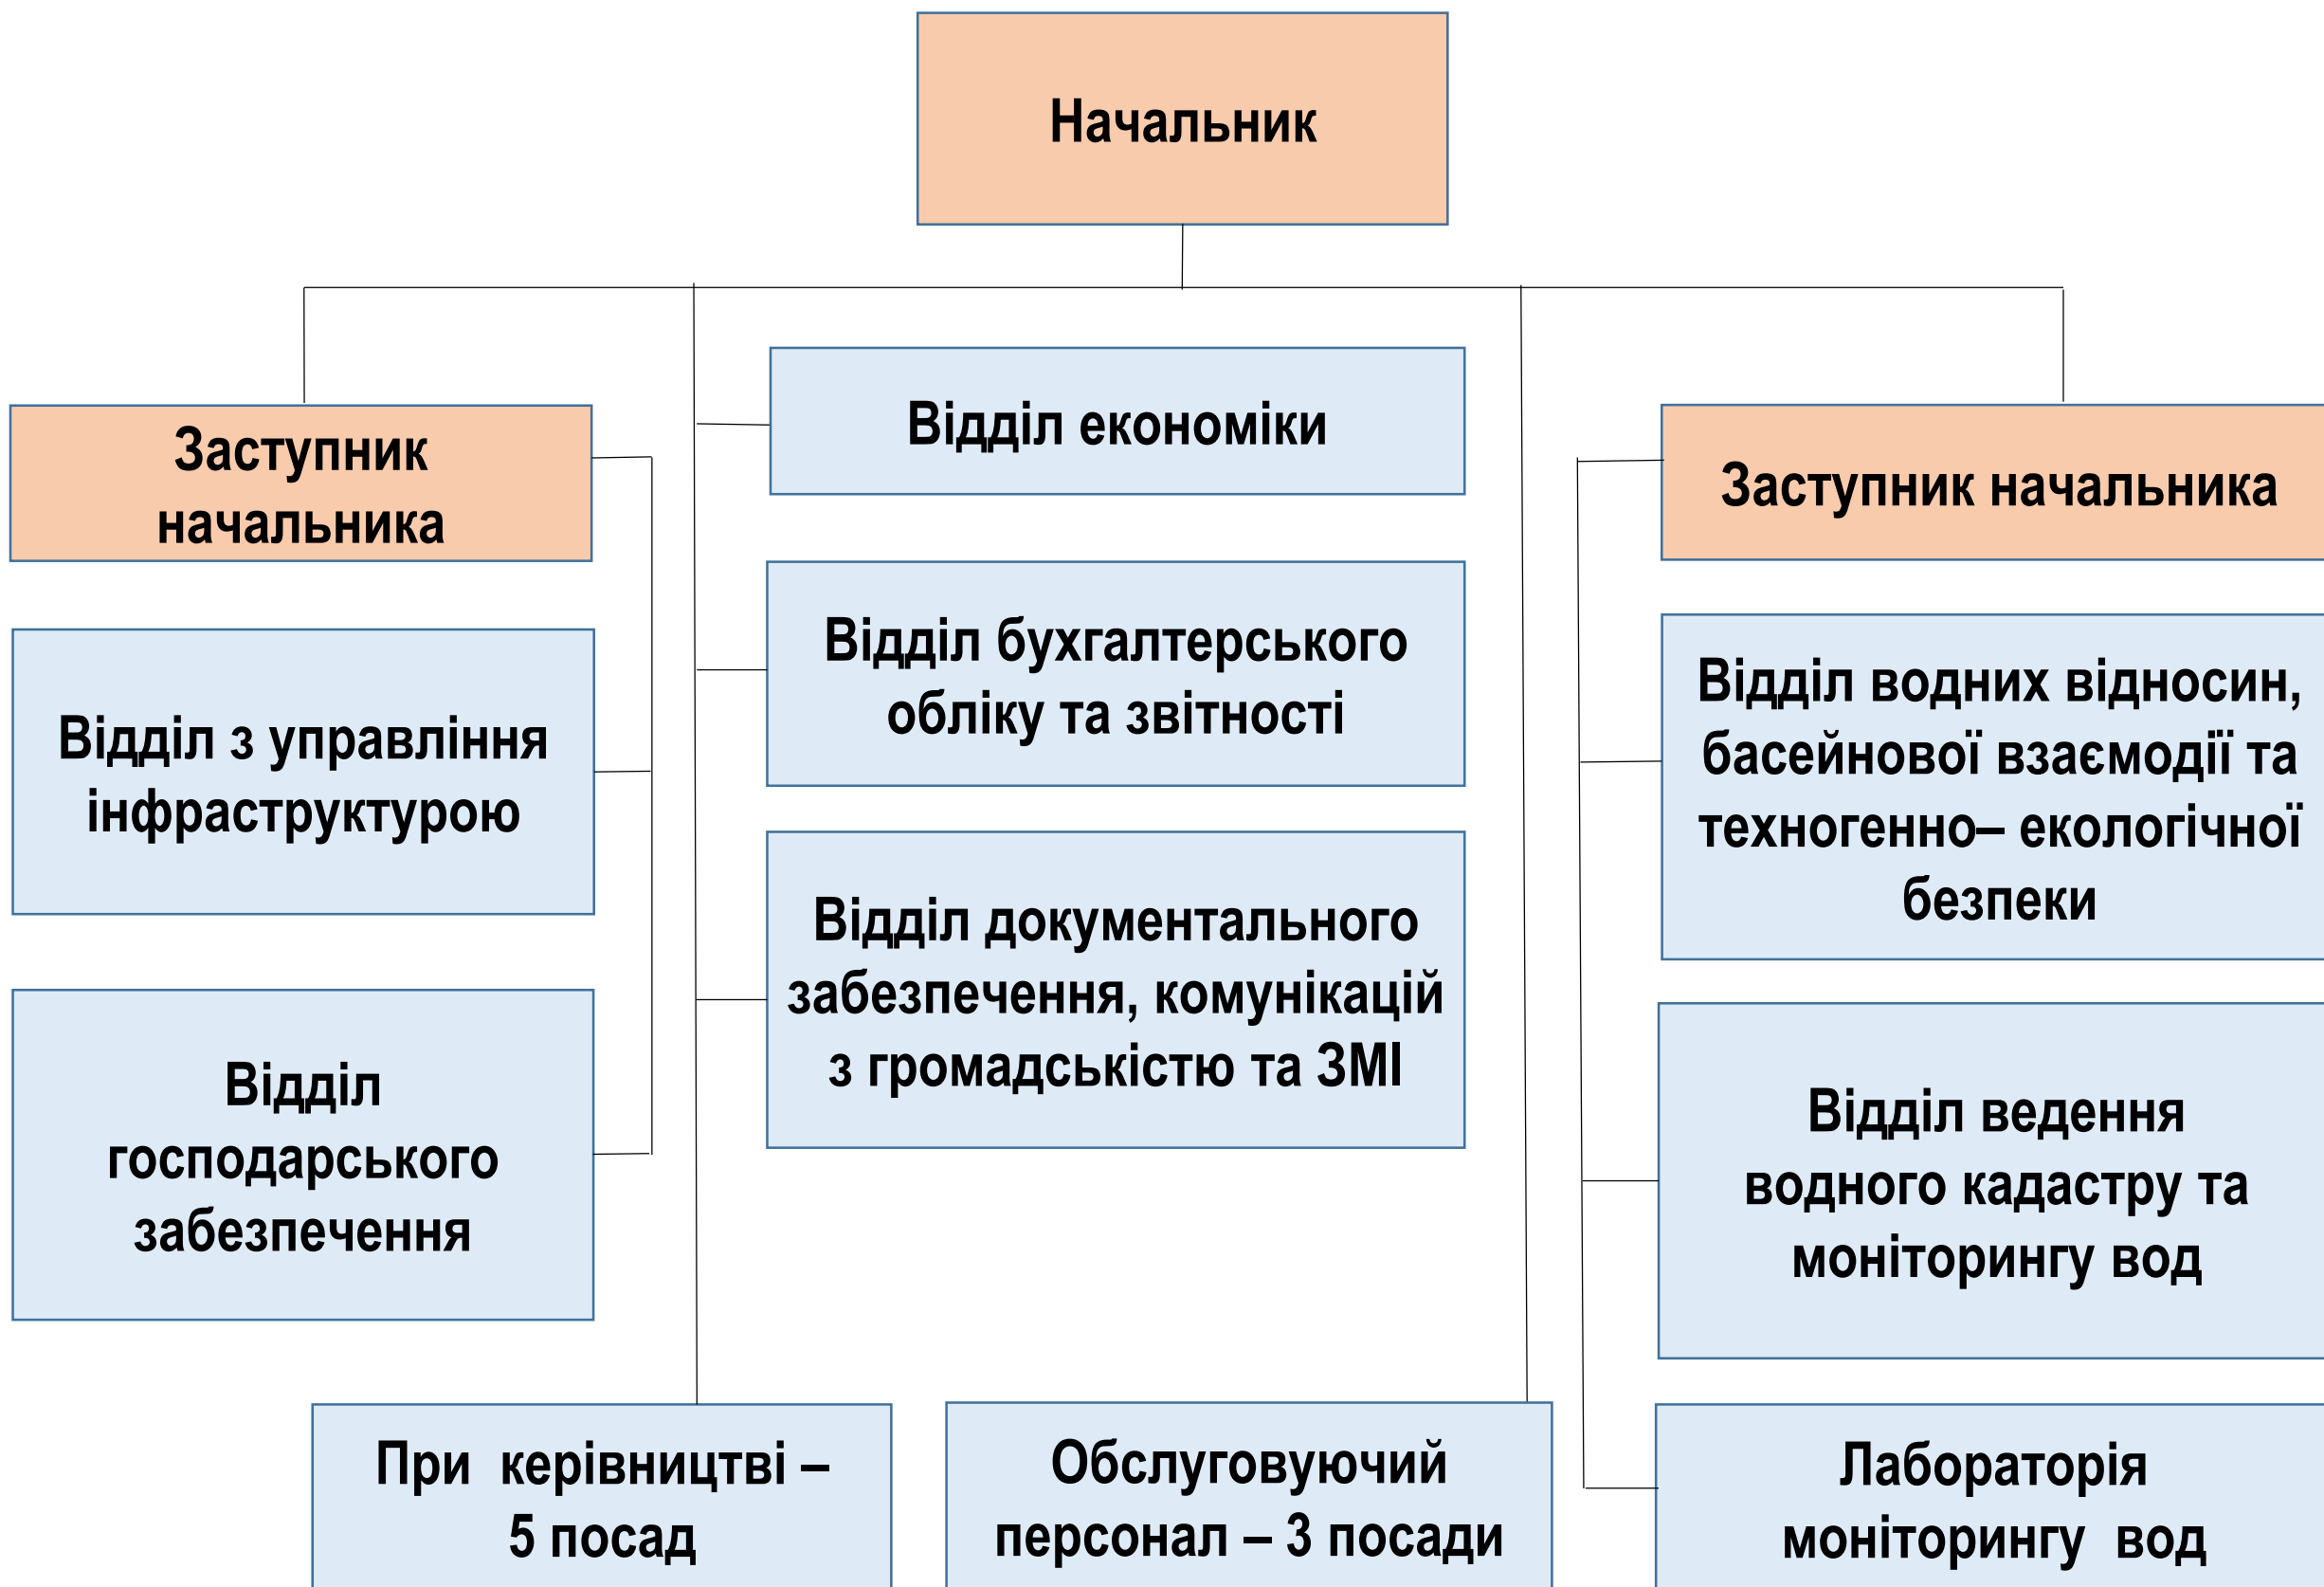 Начальник
Заступник
начальника
Відділ з управління
інфраструктурою
Відділ
господарського
забезпечення
Відділ економіки
Відділ бухгалтерського
обліку та звітності
Відділ документального
забезпечення, комунікацій
з громадськістю та ЗМІ
Заступник начальника
Відділ водних відносин,
басейнової взаємодії та
техногенно– екологічної
безпеки
Відділ ведення
водного кадастру та
моніторингу вод
При керівництві –
5 посад
Обслуговуючий
персонал – 3 посади
Лабораторія
моніторингу вод